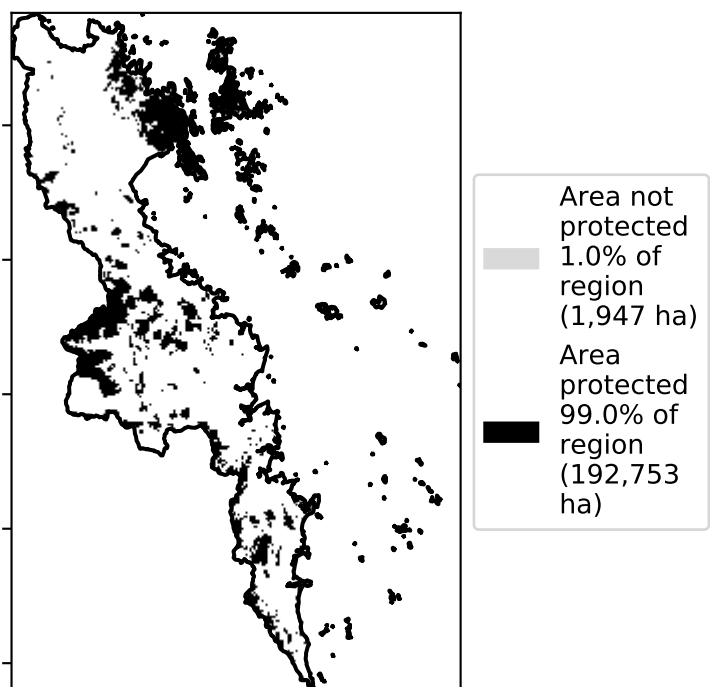 Area not
protected
1.0% of
region
(1,947 ha)
Area
protected
99.0% of
region
(192,753
ha)